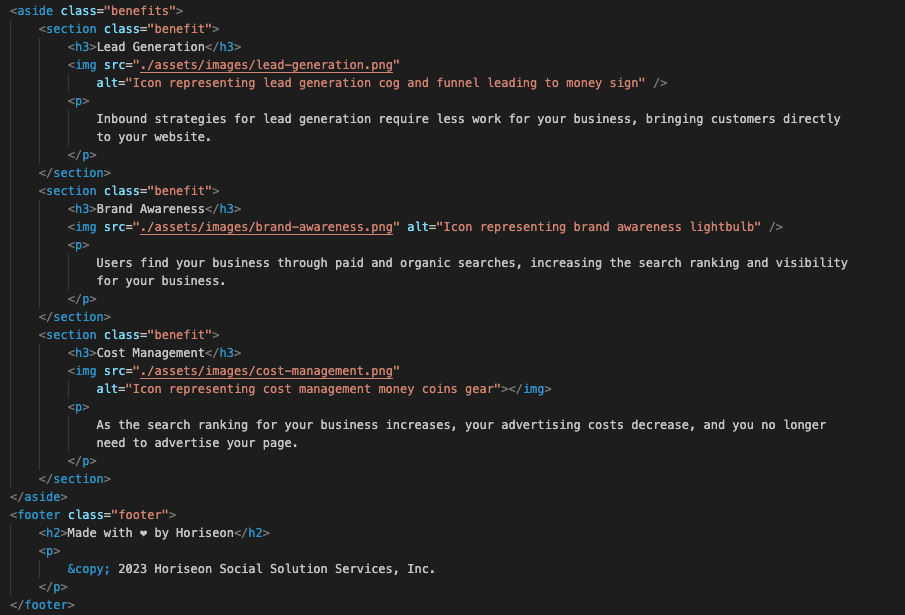 <aside class="benefits">
<section class="benefit">
<h3>Lead Generation</h3>
<img src="./assets/images/lead-generation.png"
alt="Icon representing lead generation cog and funnel leading to money sign" />
<p>
Inbound strategies for lead generation require less work for your business, bringing customers directly
to your website.
</p>
</section>
<section class="benefit">
<h3>Brand Awareness</h3>
<img src="./assets/images/brand-awareness.png" alt="Icon representing brand awareness lightbulb" />
<p>
Users find your business through paid and organic searches, increasing the search ranking and visibility
for your business.
</p>
</section>
<section class="benefit">
<h3>Cost Management</h3>
<img src="./assets/images/cost-management.png"
alt="Icon representing cost management money coins gear"></img>
<p>
As the search ranking for your business increases, your advertising costs decrease, and you no longer
need to advertise your page.
</p>
</section>
</aside>
<footer class="footer">
<h2>Made with ❤ by Horiseon</h2>
<p>
&copy; 2023 Horiseon Social Solution Services, Inc.
</p>
</footer>